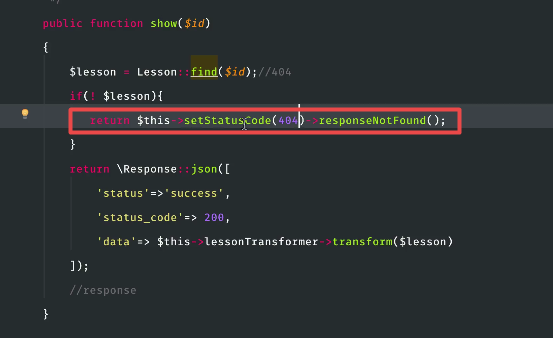 */
public function show($id)
{
$lesson = Lesson::find($id);//404
if(! $lesson){
return $this->setStatusCode(404)->responseNotFound();
}
return \Response::json([
'status'=>'success',
'status_code'=> 200,
'data'=> $this->lessonTransformer->transform($lesson)
]);
//response
}